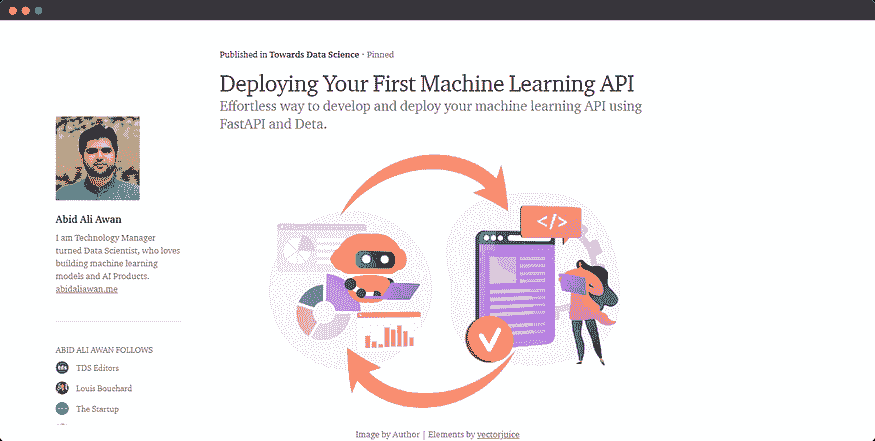 Published in Towards Data Science · Pinned
Deploying Your First Machine Learning API
Effortless way to develop and deploy your machine learning API using
FastAPI and Deta.
Abid Ali Awan
I am Technology Manager
turned Data Scientist, who loves
building machine learning
models and AI Products.
abidaliawan.me
ABID ALI AWAN FOLLOWS
TDS Editors
Louis Bouchard
The Startup
</>
Image by Author | Elements by vectorjuice